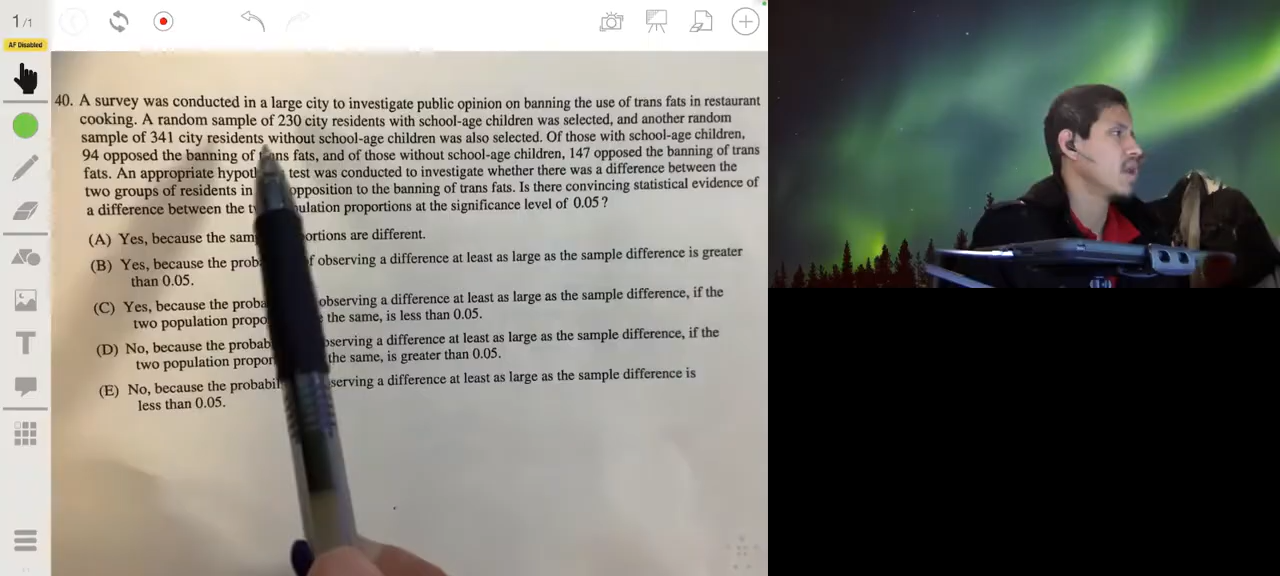 1/1
AF Disabled
40. A survey was conducted in a large city to investigate public opinion on banning the use of trans fats in restaurant
cooking. A random sample of 230 city residents with school-age children was selected, and another random
sample of 341 city residents without school-age children was also selected. Of those with school-age children,
94 opposed the banning of trans fats, and of those without school-age children, 147 opposed the banning of trans
fats. An appropriate hypoth test was conducted to investigate whether there was a difference between the
two groups of residents in opposition to the banning of trans fats. Is there convincing statistical evidence of
a difference between the t ulation proportions at the significance level of 0.05?
(A) Yes, because the sam ortions are different.
(B) Yes, because the prob f observing a difference at least as large as the sample difference is greater
than 0.05.
(C) Yes, because the proba observing a difference at least as large as the sample difference, if the
two population propo the same, is less than 0.05.
(D) No, because the probab bserving a difference at least as large as the sample difference, if the
two population propor the same, is greater than 0.05.
(E) No, because the probabil serving a difference at least as large as the sample difference is
less than 0.05.
T